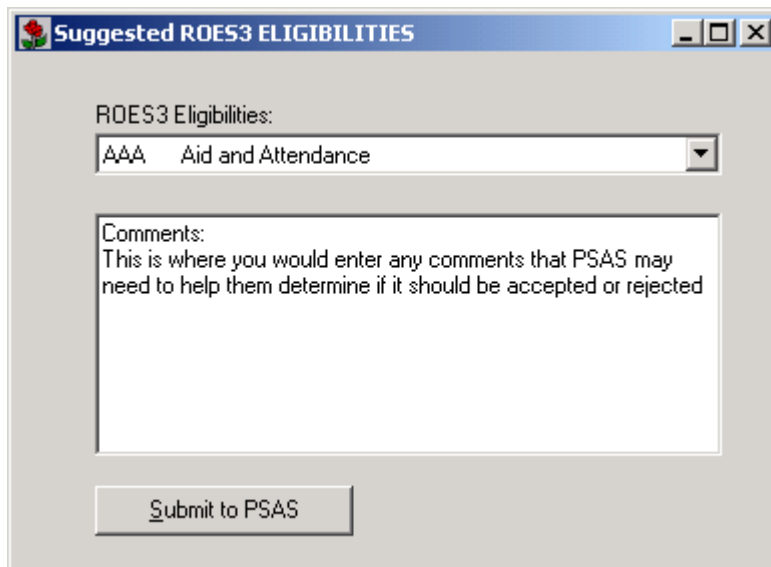 Suggested ROES3 ELIGIBILITIES
ROES3 Eligibilities:
AAA Aid and Attendance
Comments:
This is where you would enter any comments that PSAS may
need to help them determine if it should be accepted or rejected
Submit to PSAS